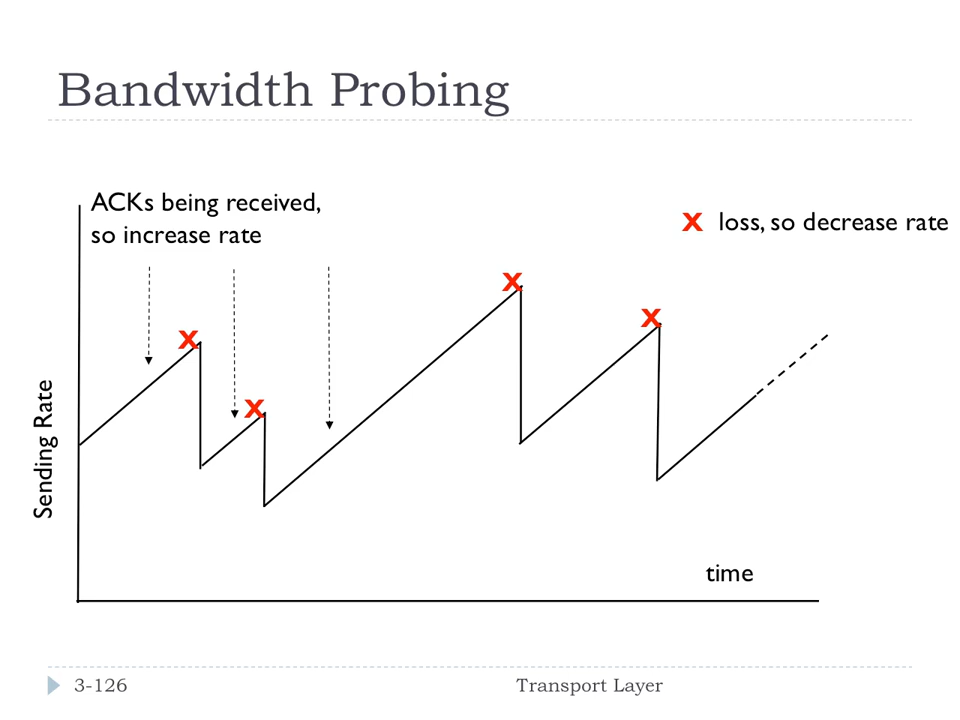 Bandwidth Probing
ACKs being received,
so increase rate
X loss, so decrease rate
X
X
X
X
Sending Rate
time
3-126
Transport Layer